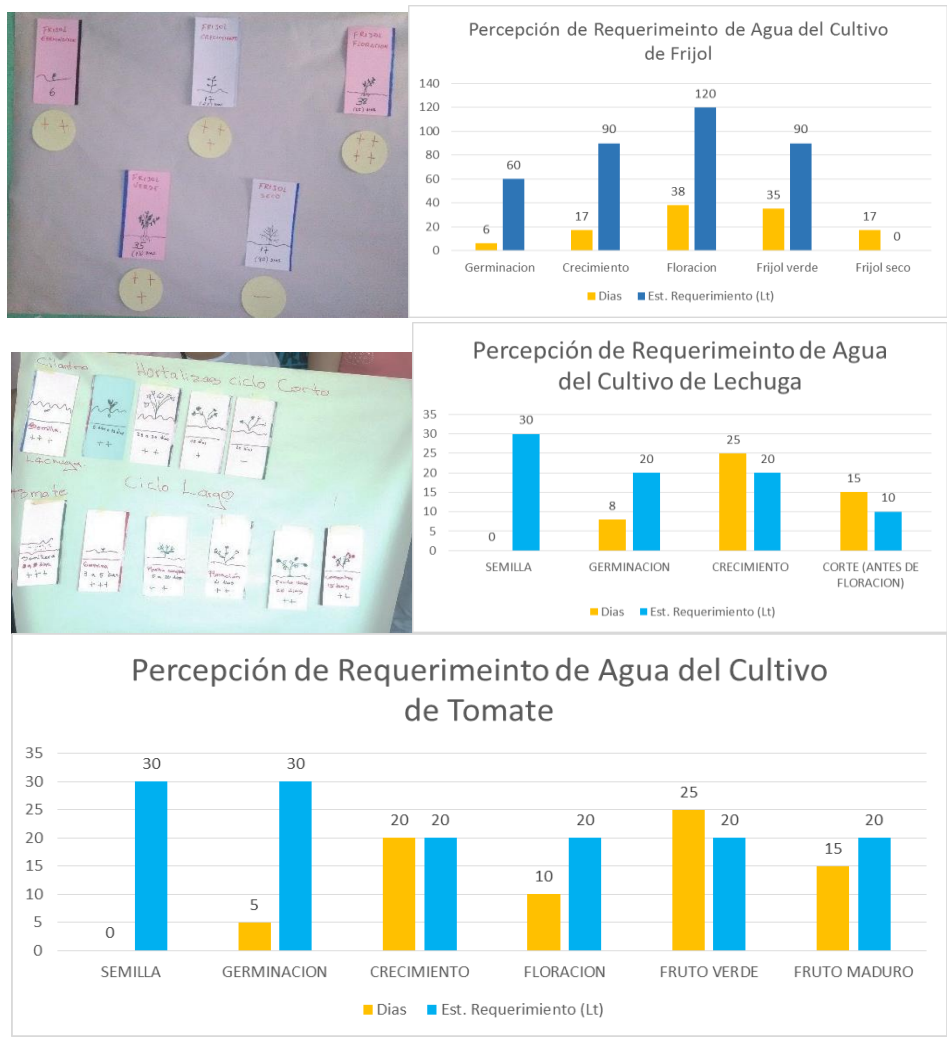 FRIJOL
GERMINACION
6
+ +
FRIJOL
CRECIMIENTO
17
+ +
+
FRIJOL
FLORACION
38
+ +
+ +
FRIJOL
VERDE
35
+ +
+
FRIJOL
SECO
17
—
Percepción de Requerimeinto de Agua del Cultivo
de Frijol
140
120
100
80
60
40
20
0
6
60
17
90
38
120
35
90
17
0
Germinacion
Crecimiento
Floracion
Frijol verde
Frijol seco
Dias
Est. Requerimiento (Lt)
Cilantro
Hortalizas ciclo Corto
Semilla
+ + +
+ +
+ +
+
-
Lechuga
Tomate
Ciclo Largo
+ + +
+ + +
+ +
Floración
+ +
+ +
+ +
Percepción de Requerimeinto de Agua
del Cultivo de Lechuga
35
30
25
20
15
10
5
0
0
30
8
20
25
20
15
10
SEMILLA
GERMINACION
CRECIMIENTO
CORTE (ANTES DE
FLORACION)
Dias
Est. Requerimiento (Lt)
Percepción de Requerimeinto de Agua del Cultivo
de Tomate
35
30
25
20
15
10
5
0
0
30
5
30
20
20
10
20
25
20
15
20
SEMILLA
GERMINACION
CRECIMIENTO
FLORACION
FRUTO VERDE
FRUTO MADURO
Dias
Est. Requerimiento (Lt)